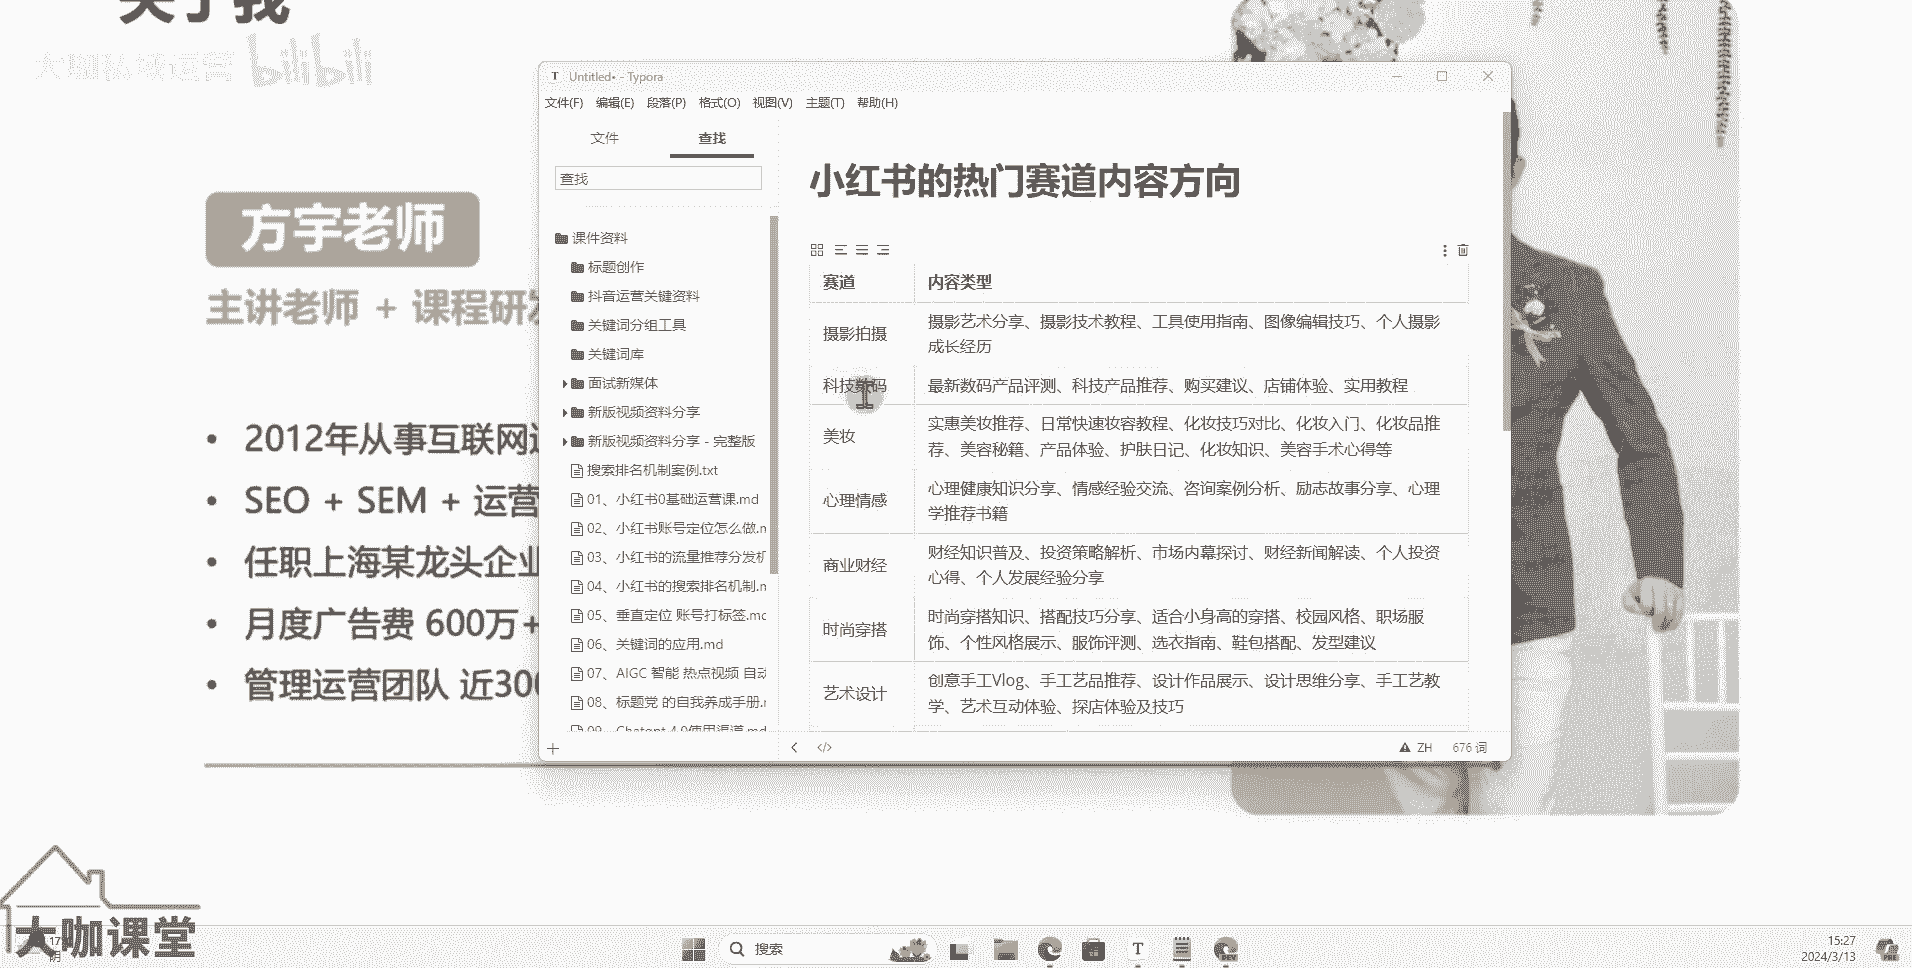 关于我
大咖私域运营 bilibili
方宇老师
主讲老师 + 课程研发
2012年从事互联网
SEO + SEM + 运营
任职上海某龙头企业
月度广告费 600万+
管理运营团队 近300
Untitled• - Typora
文件(F) 编辑(E) 段落(P) 格式(O) 视图(V) 主题(T) 帮助(H)
文件 查找
查找
课件资料
标题创作
抖音运营关键资料
关键词分组工具
关键词库
面试新媒体
新版视频资料分享
新版视频资料分享 - 完整版
搜索排名机制案例.txt
01、小红书0基础运营课.md
02、小红书账号定位怎么做.m
03、小红书的流量推荐分发机
04、小红书的搜索排名机制.m
05、垂直定位 账号打标签.mc
06、关键词的应用.md
07、AIGC 智能 热点视频 自动
08、标题党 的自我养成手册.r
09、Chatgpt 4.0使用渠道.md
小红书的热门赛道内容方向
赛道 内容类型
摄影拍摄 摄影艺术分享、摄影技术教程、工具使用指南、图像编辑技巧、个人摄影
成长经历
科技数码 最新数码产品评测、科技产品推荐、购买建议、店铺体验、实用教程
美妆 实惠美妆推荐、日常快速妆容教程、化妆技巧对比、化妆入门、化妆品推
荐、美容秘籍、产品体验、护肤日记、化妆知识、美容手术心得等
心理情感 心理健康知识分享、情感经验交流、咨询案例分析、励志故事分享、心理
学推荐书籍
商业财经 财经知识普及、投资策略解析、市场内幕探讨、财经新闻解读、个人投资
心得、个人发展经验分享
时尚穿搭 时尚穿搭知识、搭配技巧分享、适合小身高的穿搭、校园风格、职场服
饰、个性风格展示、服饰评测、选衣指南、鞋包搭配、发型建议
艺术设计 创意手工Vlog、手工艺品推荐、设计作品展示、设计思维分享、手工艺教
学、艺术互动体验、探店体验及技巧
ZH 676 词
大咖课堂
搜索
15:27
2024/3/13